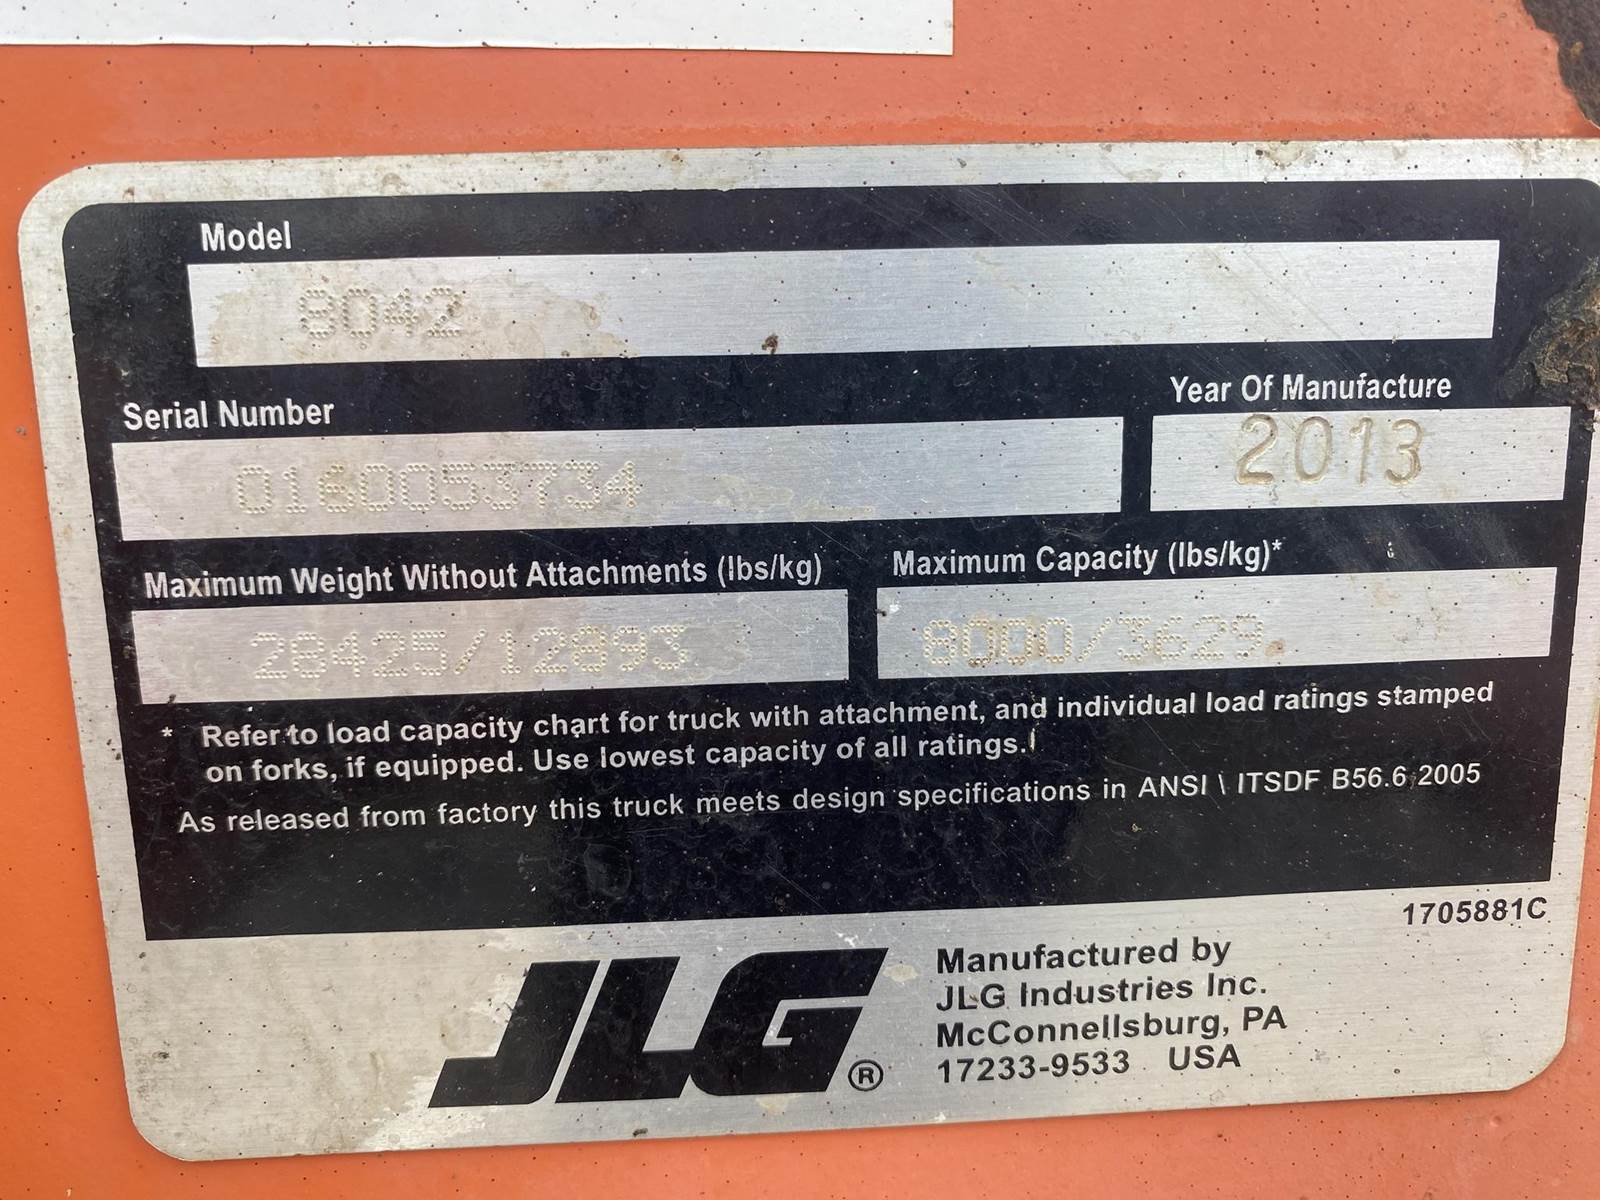 Model
8042
Serial Number
Year Of Manufacture
0160053734
2013
Maximum Weight Without Attachments (lbs/kg)
Maximum Capacity (lbs/kg)*
28425/12893
8000/3629
* Refer to load capacity chart for truck with attachment, and individual load ratings stamped
on forks, if equipped. Use lowest capacity of all ratings.
As released from factory this truck meets design specifications in ANSI \ ITSDF B56.6 2005
1705881C
JLG®
Manufactured by
JLG Industries Inc.
McConnellsburg, PA
17233-9533 USA